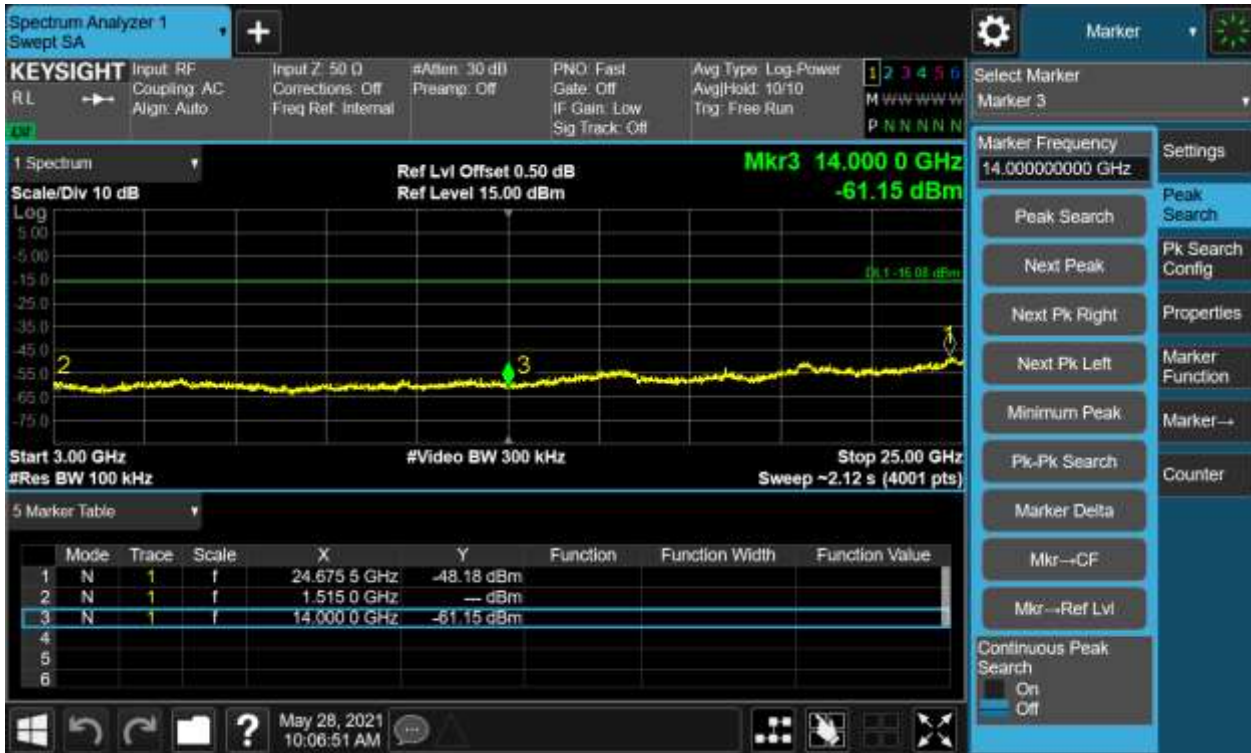 Spectrum Analyzer 1
Swept SA
+
Marker
KEYSIGHT
RL
Input: RF
Coupling: AC
Align: Auto
Input Z: 50 Ω
Corrections: Off
Freq Ref: Internal
#Atten: 30 dB
Preamp: Off
PNO: Fast
Gate: Off
IF Gain: Low
Sig Track: Off
Avg Type: Log-Power
Avg|Hold: 10/10
Trig: Free Run
1 2 3 4 5 6
M W W W W W
P N N N N N
Select Marker
Marker 3
1 Spectrum
Scale/Div 10 dB
Log
Ref Lvl Offset 0.50 dB
Ref Level 15.00 dBm
Mkr3 14.000 0 GHz
-61.15 dBm
5.00
-5.00
-15.0
-25.0
-35.0
-45.0
-55.0
-65.0
-75.0
DL1 -16.08 dBm
1
2
3
Start 3.00 GHz
#Res BW 100 kHz
#Video BW 300 kHz
Stop 25.00 GHz
Sweep ~2.12 s (4001 pts)
5 Marker Table
Mode Trace Scale X Y Function Function Width Function Value
1 N 1 f 24.675 5 GHz -48.18 dBm
2 N 1 f 1.515 0 GHz --- dBm
3 N 1 f 14.000 0 GHz -61.15 dBm
4
5
6
Marker Frequency
14.000000000 GHz
Peak Search
Next Peak
Next Pk Right
Next Pk Left
Minimum Peak
Pk-Pk Search
Marker Delta
Mkr→CF
Mkr→Ref Lvl
Continuous Peak
Search
On
Off
Settings
Peak
Search
Pk Search
Config
Properties
Marker
Function
Marker→
Counter
?
May 28, 2021
10:06:51 AM